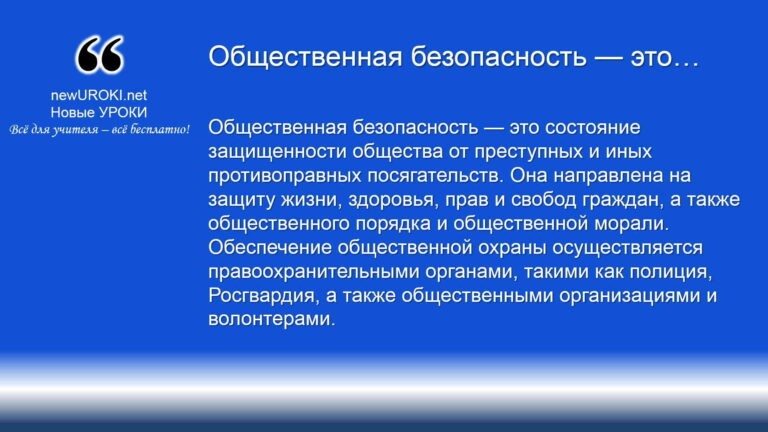 “
newUROKI.net
Новые УРОКИ
Всё для учителя – всё бесплатно!
Общественная безопасность — это…
Общественная безопасность — это состояние
защищенности общества от преступных и иных
противоправных посягательств. Она направлена на
защиту жизни, здоровья, прав и свобод граждан, а также
общественного порядка и общественной морали.
Обеспечение общественной охраны осуществляется
правоохранительными органами, такими как полиция,
Росгвардия, а также общественными организациями и
волонтерами.